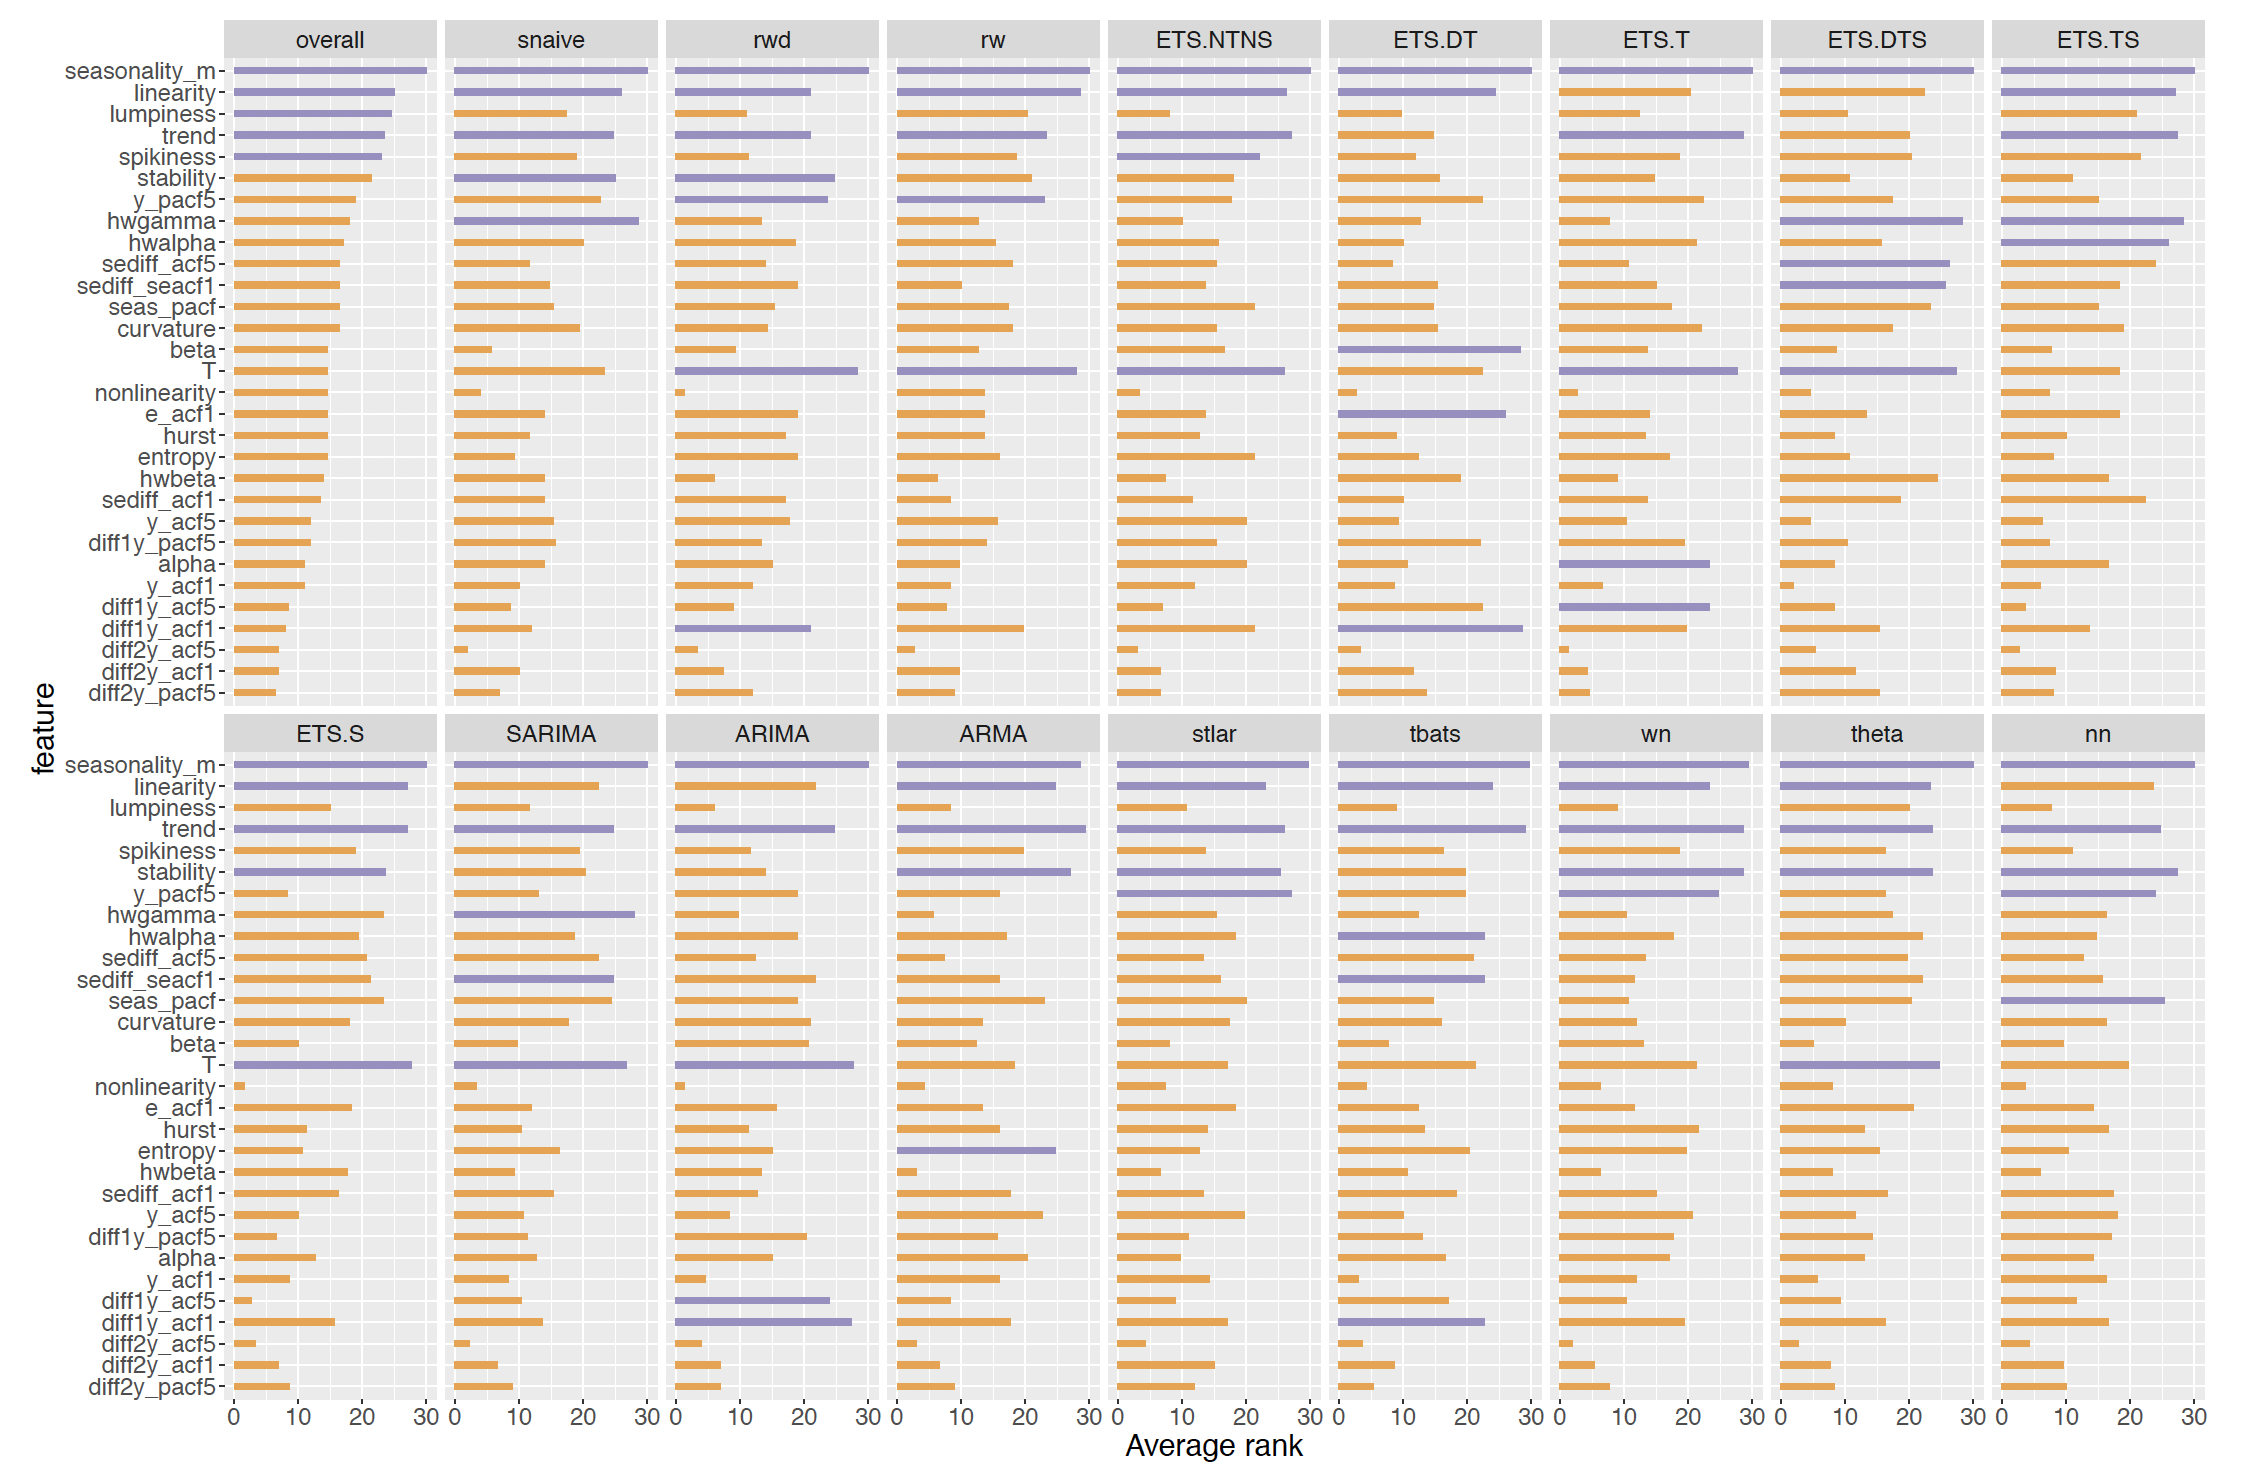 overall snaive rwd rw ETS.NTNS ETS.DT ETS.T ETS.DTS ETS.TS
seasonality_m
linearity
lumpiness
trend
spikiness
stability
y_pacf5
hwgamma
hwalpha
sediff_acf5
sediff_seacf1
seas_pacf
curvature
beta
T
nonlinearity
e_acf1
hurst
entropy
hwbeta
sediff_acf1
y_acf5
diff1y_pacf5
alpha
y_acf1
diff1y_acf5
diff1y_acf1
diff2y_acf5
diff2y_acf1
diff2y_pacf5
feature
ETS.S SARIMA ARIMA ARMA stlar tbats wn theta nn
seasonality_m
linearity
lumpiness
trend
spikiness
stability
y_pacf5
hwgamma
hwalpha
sediff_acf5
sediff_seacf1
seas_pacf
curvature
beta
T
nonlinearity
e_acf1
hurst
entropy
hwbeta
sediff_acf1
y_acf5
diff1y_pacf5
alpha
y_acf1
diff1y_acf5
diff1y_acf1
diff2y_acf5
diff2y_acf1
diff2y_pacf5
0 10 20 30 0 10 20 30 0 10 20 30 0 10 20 30 0 10 20 30 0 10 20 30 0 10 20 30 0 10 20 30 0 10 20 30
Average rank